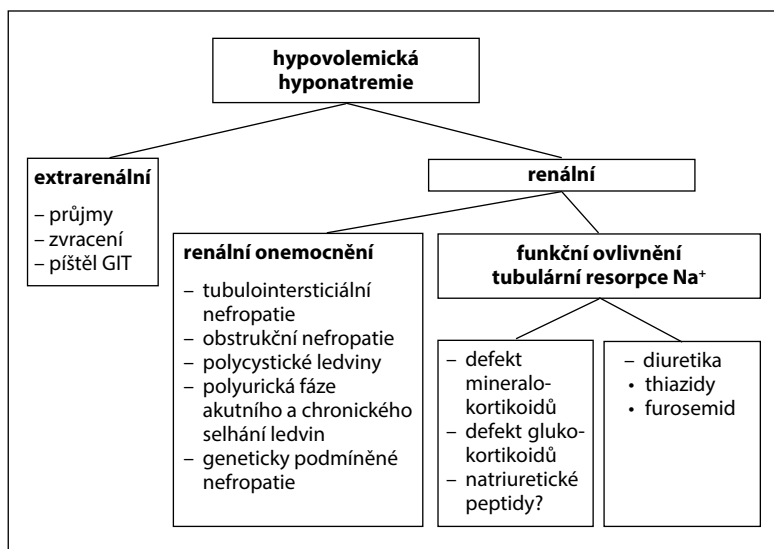 hypovolemická
hyponatremie
extrarenální
– průjmy
– zvracení
– píštěl GIT
renální
renální onemocnění
– tubulointersticiální
nefropatie
– obstrukční nefropatie
– polycystické ledviny
– polyurická fáze
akutního a chronického
selhání ledvin
– geneticky podmíněné
nefropatie
funkční ovlivnění
tubulární resorpce Na⁺
– defekt
mineralo-
kortikoidů
– defekt gluko-
kortikoidů
– natriuretické
peptidy?
– diuretika
• thiazidy
• furosemid